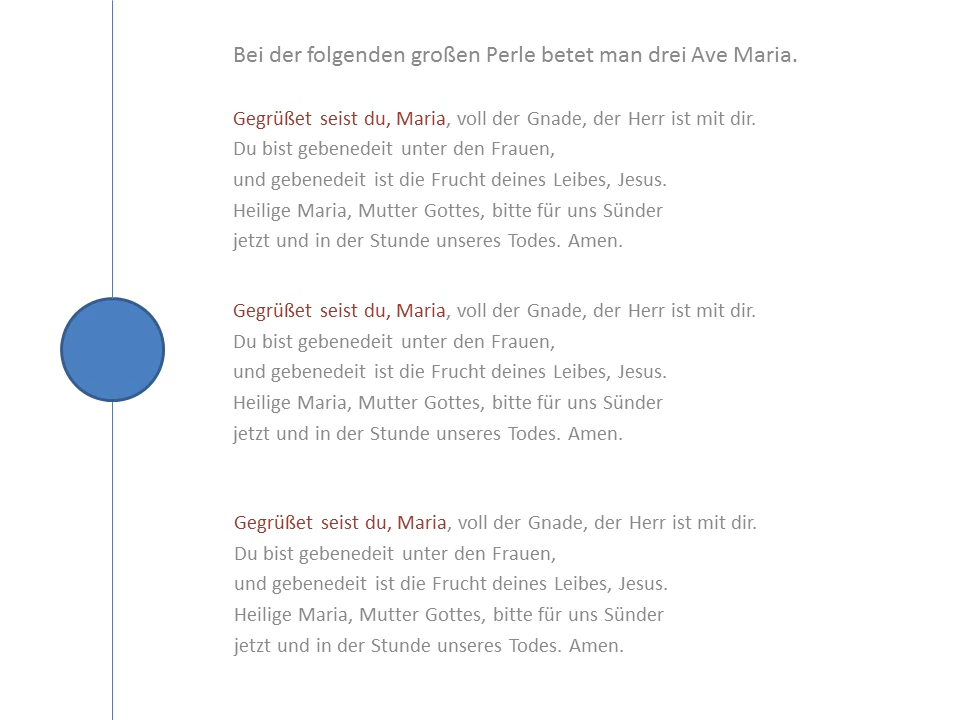 Bei der folgenden großen Perle betet man drei Ave Maria.
Gegrüßet seist du, Maria, voll der Gnade, der Herr ist mit dir.
Du bist gebenedeit unter den Frauen,
und gebenedeit ist die Frucht deines Leibes, Jesus.
Heilige Maria, Mutter Gottes, bitte für uns Sünder
jetzt und in der Stunde unseres Todes. Amen.
Gegrüßet seist du, Maria, voll der Gnade, der Herr ist mit dir.
Du bist gebenedeit unter den Frauen,
und gebenedeit ist die Frucht deines Leibes, Jesus.
Heilige Maria, Mutter Gottes, bitte für uns Sünder
jetzt und in der Stunde unseres Todes. Amen.
Gegrüßet seist du, Maria, voll der Gnade, der Herr ist mit dir.
Du bist gebenedeit unter den Frauen,
und gebenedeit ist die Frucht deines Leibes, Jesus.
Heilige Maria, Mutter Gottes, bitte für uns Sünder
jetzt und in der Stunde unseres Todes. Amen.